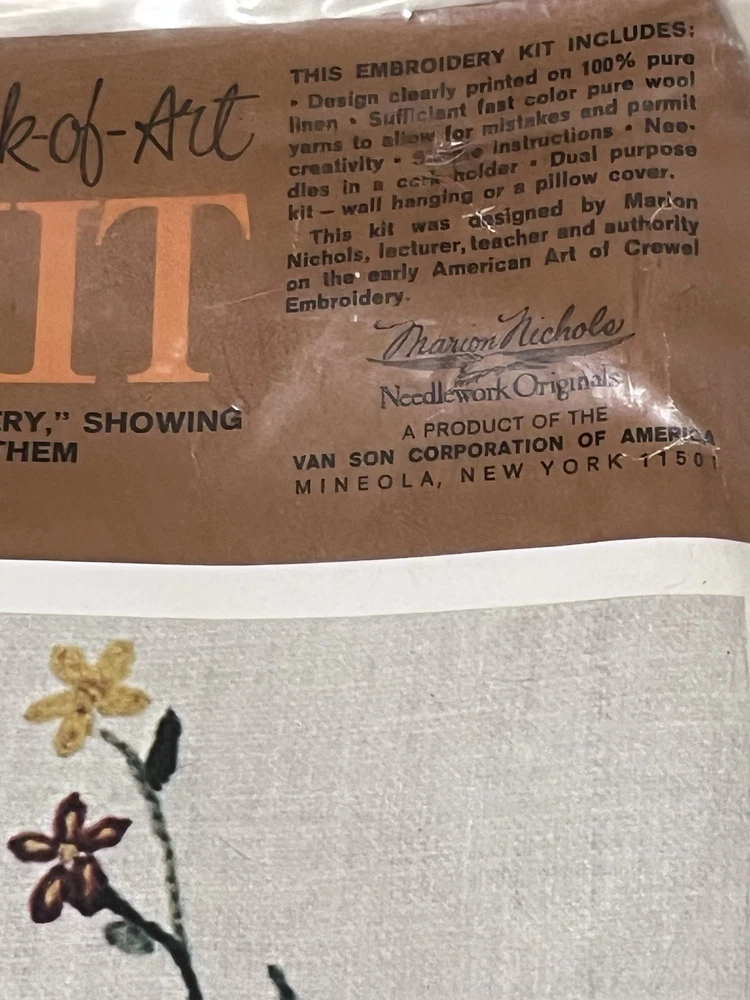 k-of-Art
IT
ERY,” SHOWING
THEM
THIS EMBROIDERY KIT INCLUDES:
• Design clearly printed on 100% pure
linen • Sufficient fast color pure wool
yarns to allow for mistakes and permit
creativity • Instructions • Nee-
dles in a cork holder • Dual purpose
kit — wall hanging or a pillow cover.
This kit was designed by Marion
Nichols, lecturer, teacher and authority
on the early American Art of Crewel
Embroidery.
Marion Nichols
Needlework Originals
A PRODUCT OF THE
VAN SON CORPORATION OF AMERICA
MINEOLA, NEW YORK 11501